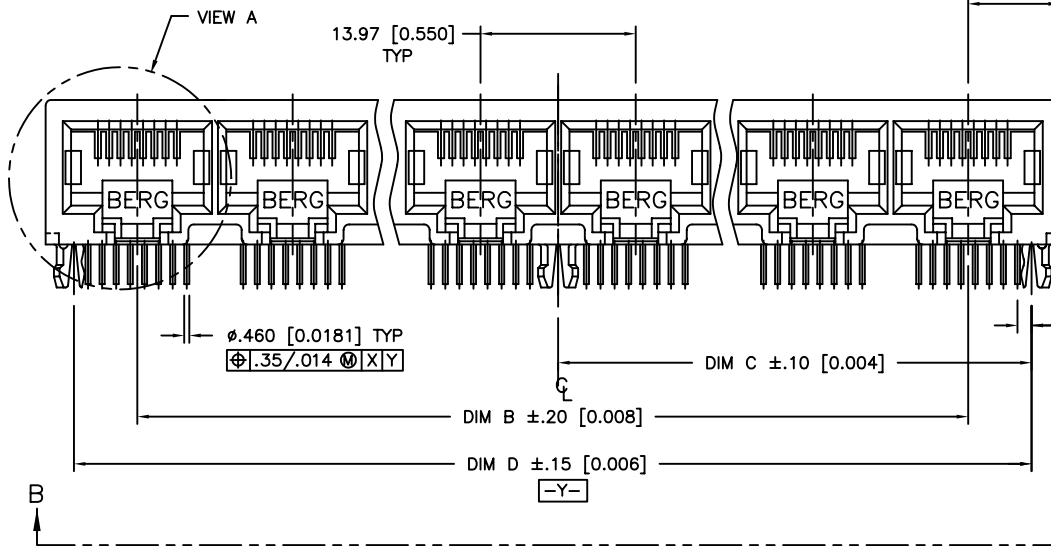 VIEW A
13.97 [0.550]
TYP
BERG BERG BERG BERG BERG BERG
ø.460 [0.0181] TYP
⌖ .35/.014 Ⓜ X Y
DIM C ±.10 [0.004]
℄
DIM B ±.20 [0.008]
DIM D ±.15 [0.006]
-Y-
B